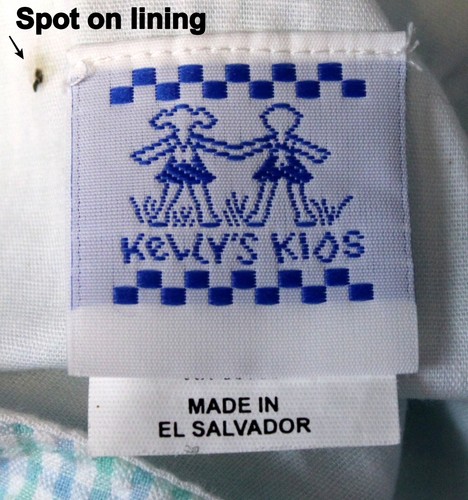 Spot on lining
KELLY'S KIDS
MADE IN
EL SALVADOR